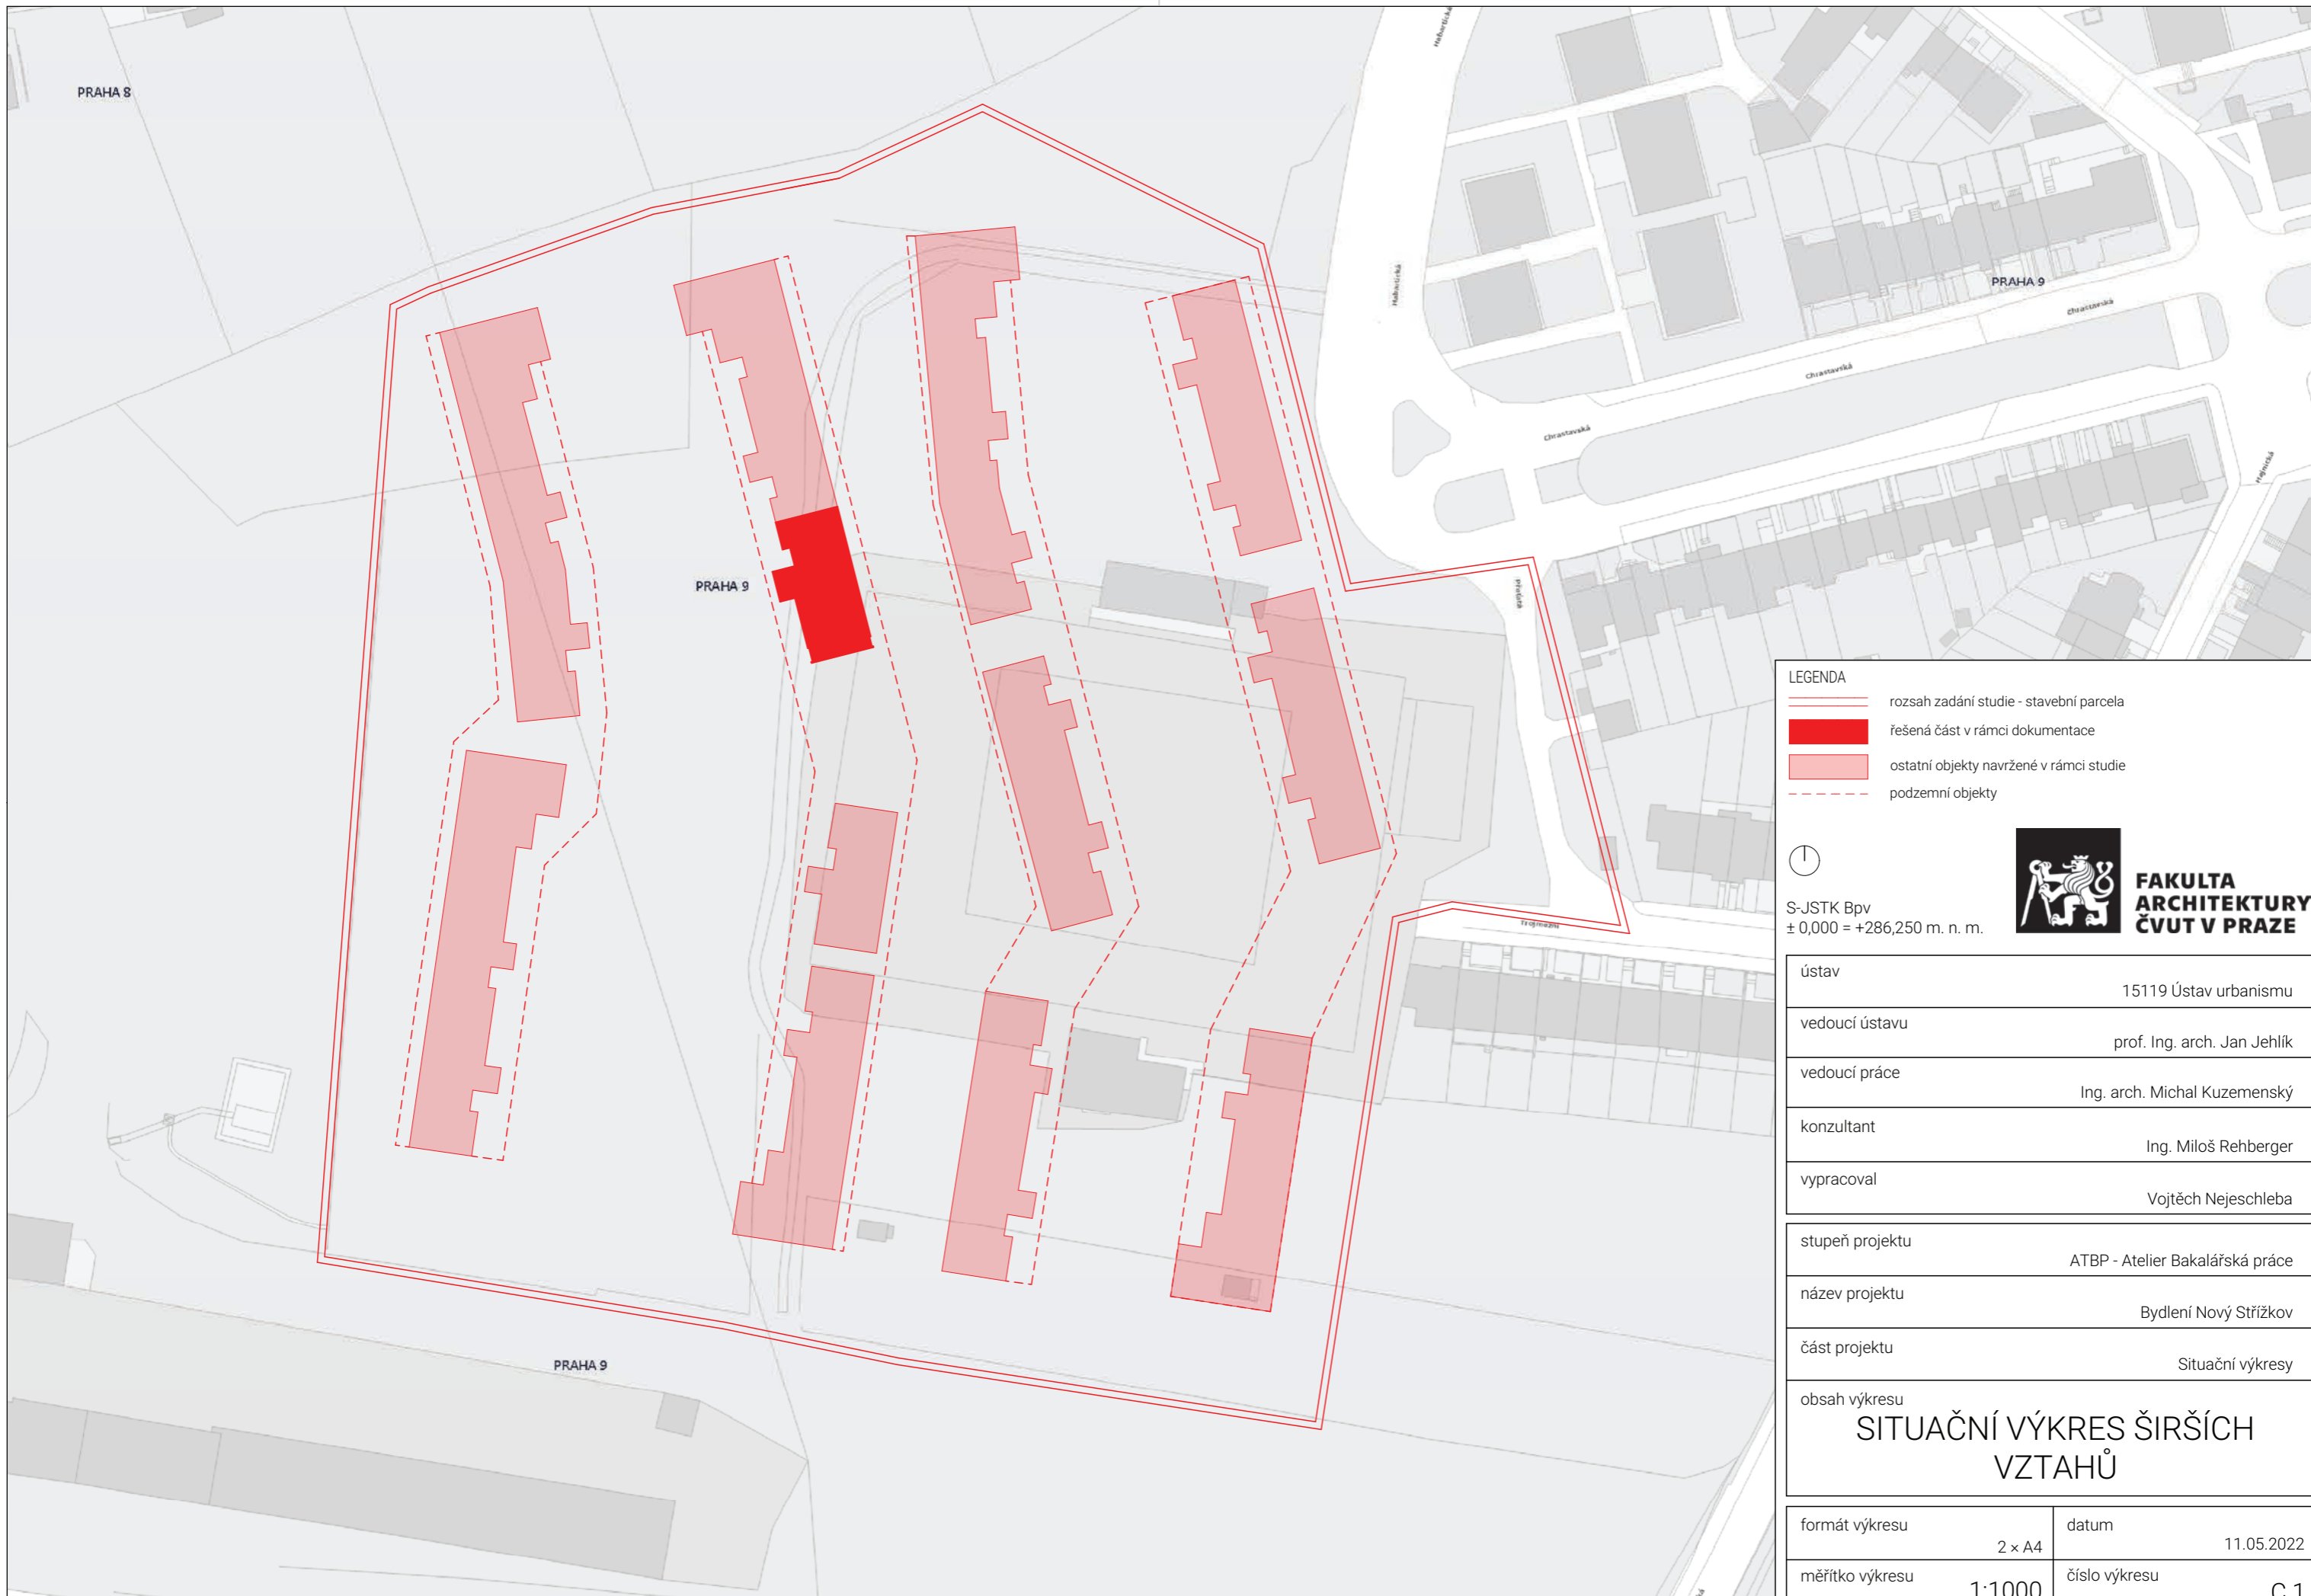 PRAHA 8
Habartická
PRAHA 9
Chrastavská
Habartická
Chrastavská
Chrastavská
Hejnická
PRAHA 9
Trojmezní
PRAHA 9
LEGENDA
rozsah zadání studie - stavební parcela
řešená část v rámci dokumentace
ostatní objekty navržené v rámci studie
podzemní objekty
S-JSTK Bpv
± 0,000 = +286,250 m. n. m.
FAKULTA
ARCHITEKTURY
ČVUT V PRAZE
ústav
15119 Ústav urbanismu
vedoucí ústavu
prof. Ing. arch. Jan Jehlík
vedoucí práce
Ing. arch. Michal Kuzemenský
konzultant
Ing. Miloš Rehberger
vypracoval
Vojtěch Nejeschleba
stupeň projektu
ATBP - Atelier Bakalářská práce
název projektu
Bydlení Nový Střížkov
část projektu
Situační výkresy
obsah výkresu
SITUAČNÍ VÝKRES ŠIRŠÍCH
VZTAHŮ
formát výkresu
2 × A4
datum
11.05.2022
měřítko výkresu
1:1000
číslo výkresu
C.1